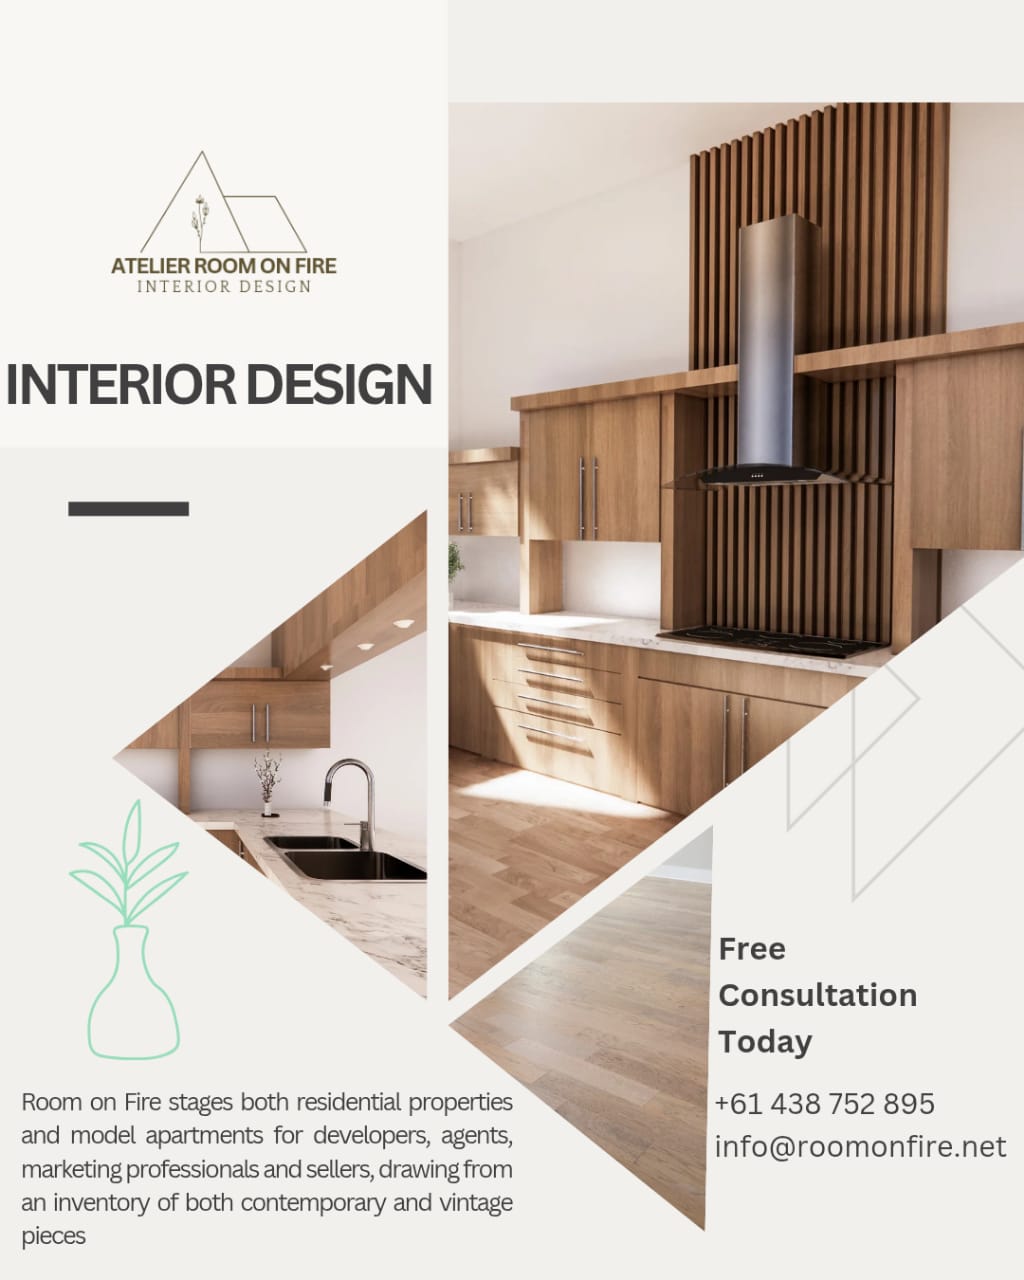 ATELIER ROOM ON FIRE
INTERIOR DESIGN
INTERIOR DESIGN
Free
Consultation
Today
+61 438 752 895
info@roomonfire.net
Room on Fire stages both residential properties
and model apartments for developers, agents,
marketing professionals and sellers, drawing from
an inventory of both contemporary and vintage
pieces